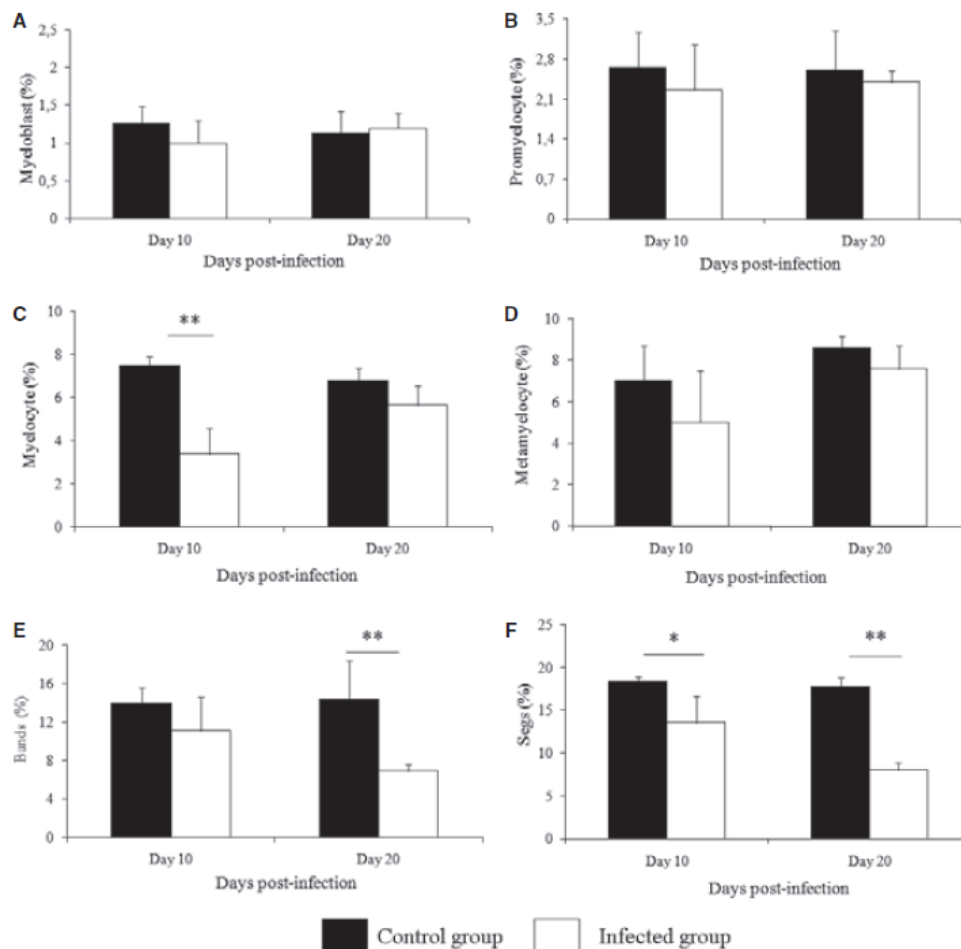 A
Myeloblast (%)
2,5
2
1,5
1
0,5
0
Day 10 Day 20
Days post-infection
B
Promyelocyte (%)
3,5
2,8
2,1
1,4
0,7
0
Day 10 Day 20
Days post-infection
C
Myelocyte (%)
10
8
6
4
2
0
**
Day 10 Day 20
Days post-infection
D
Metamyelocyte (%)
10
8
6
4
2
0
Day 10 Day 20
Days post-infection
E
Bands (%)
20
16
12
8
4
0
**
Day 10 Day 20
Days post-infection
F
Segs (%)
25
20
15
10
5
0
* **
Day 10 Day 20
Days post-infection
Control group Infected group